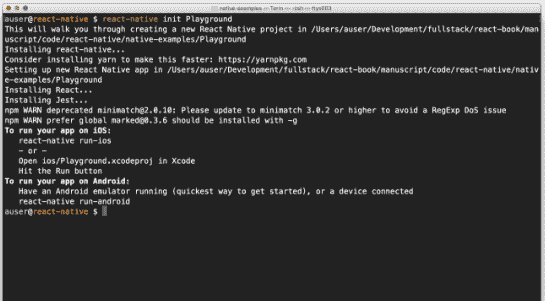 native-examples — Term — -zsh — ttys003
auser@react-native $ react-native init Playground
This will walk you through creating a new React Native project in /Users/auser/Development/fullstack/react-book/man
uscript/code/react-native/native-examples/Playground
Installing react-native...
Consider installing yarn to make this faster: https://yarnpkg.com
Setting up new React Native app in /Users/auser/Development/fullstack/react-book/manuscript/code/react-native/nativ
e-examples/Playground
Installing React...
Installing Jest...
npm WARN deprecated minimatch@2.0.10: Please update to minimatch 3.0.2 or higher to avoid a RegExp DoS issue
npm WARN prefer global marked@0.3.6 should be installed with -g
To run your app on iOS:
react-native run-ios
- or -
Open ios/Playground.xcodeproj in Xcode
Hit the Run button
To run your app on Android:
Have an Android emulator running (quickest way to get started), or a device connected
react-native run-android
auser@react-native $